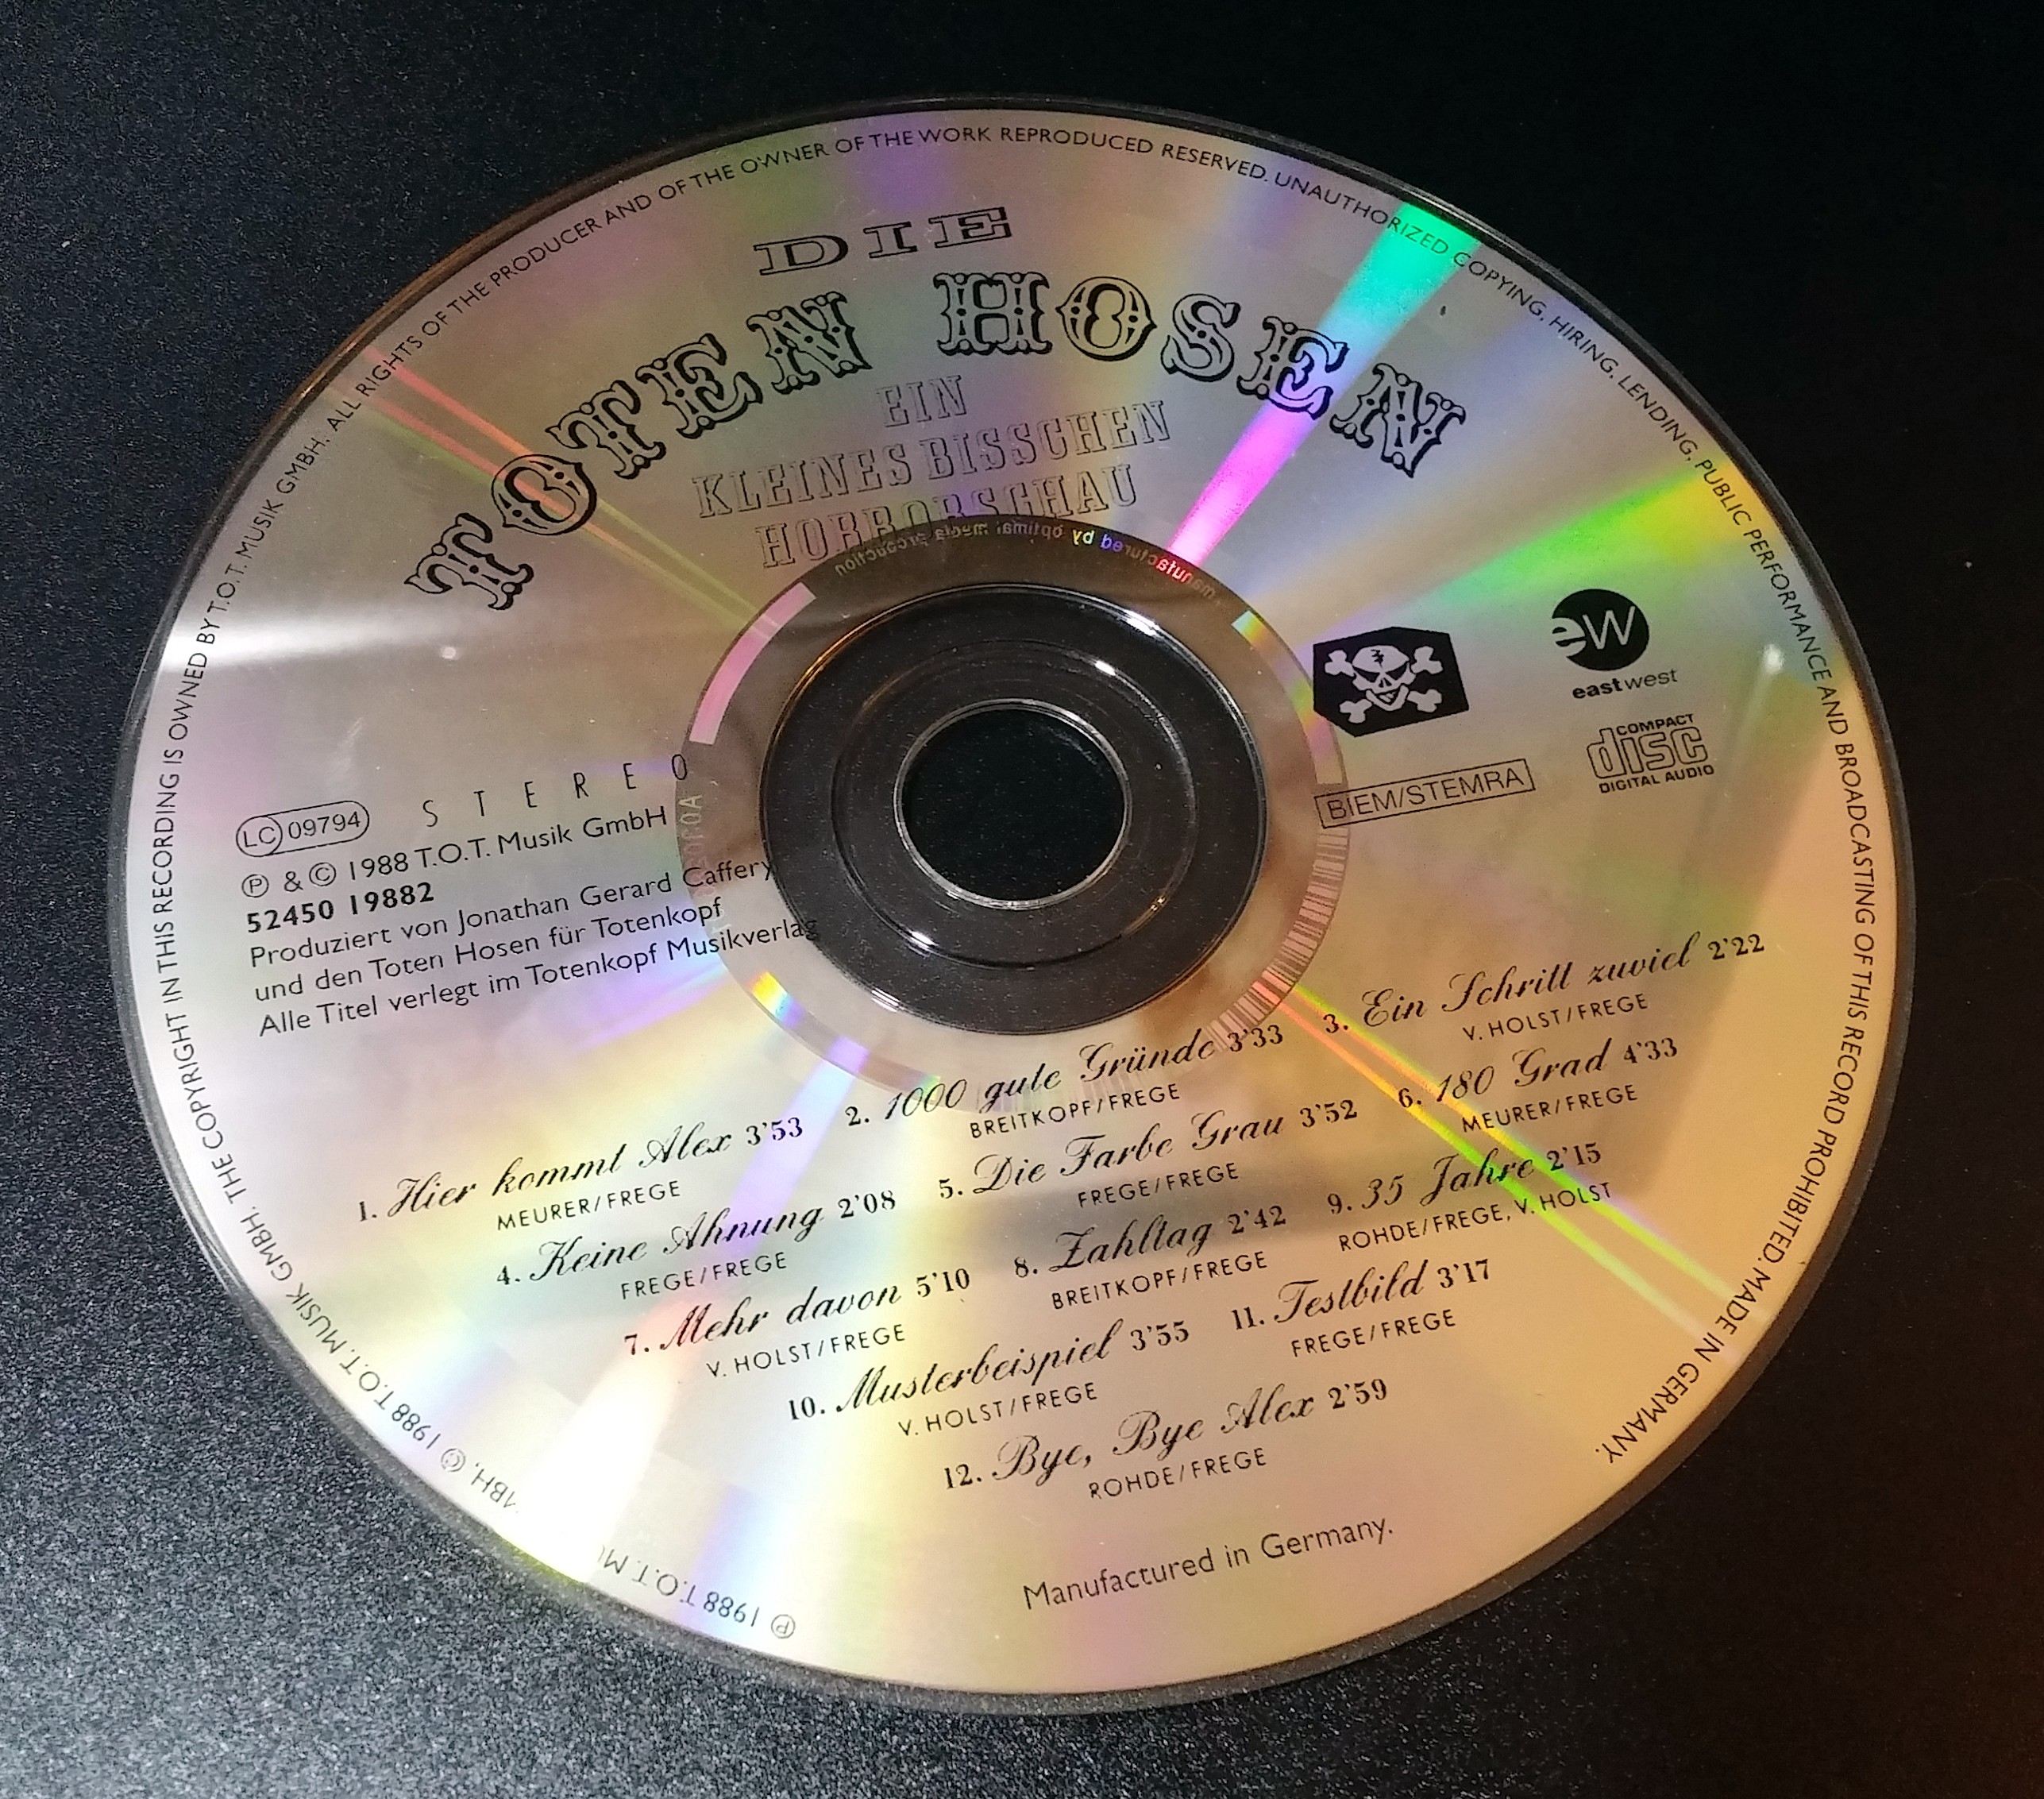 DIE
TOTEN HOSEN
EIN
KLEINES BISSCHEN
HORRORSCHAU
manufactured by optimal media production
eW
eastwest
COMPACT
disc
DIGITAL AUDIO
BIEM/STEMRA
LC 09794
STEREO
℗ & © 1988 T.O.T. Musik GmbH
52450 19882
Produziert von Jonathan Gerard Caffery
und den Toten Hosen für Totenkopf
Alle Titel verlegt im Totenkopf Musikverlag
1. Hier kommt Alex 3'53
MEURER/FREGE
2. 1000 gute Gründe 3'33
BREITKOPF/FREGE
3. Ein Schritt zuviel 2'22
V. HOLST/FREGE
4. Keine Ahnung 2'08
FREGE/FREGE
5. Die Farbe Grau 3'52
FREGE/FREGE
6. 180 Grad 4'33
MEURER/FREGE
7. Mehr davon 5'10
V. HOLST/FREGE
8. Zahltag 2'42
BREITKOPF/FREGE
9. 35 Jahre 2'15
ROHDE/FREGE, V. HOLST
10. Musterbeispiel 3'55
V. HOLST/FREGE
11. Testbild 3'17
FREGE/FREGE
12. Bye, Bye Alex 2'59
ROHDE/FREGE
Manufactured in Germany.
℗ 1988 T.O.T. © 1988 T.O.T. MUSIK GMBH. THE COPYRIGHT IN THIS RECORDING IS OWNED BY T.O.T. MUSIK GMBH. ALL RIGHTS OF THE PRODUCER AND OF THE OWNER OF THE WORK REPRODUCED RESERVED. UNAUTHORIZED COPYING, HIRING, LENDING, PUBLIC PERFORMANCE AND BROADCASTING OF THIS RECORD PROHIBITED. MADE IN GERMANY.